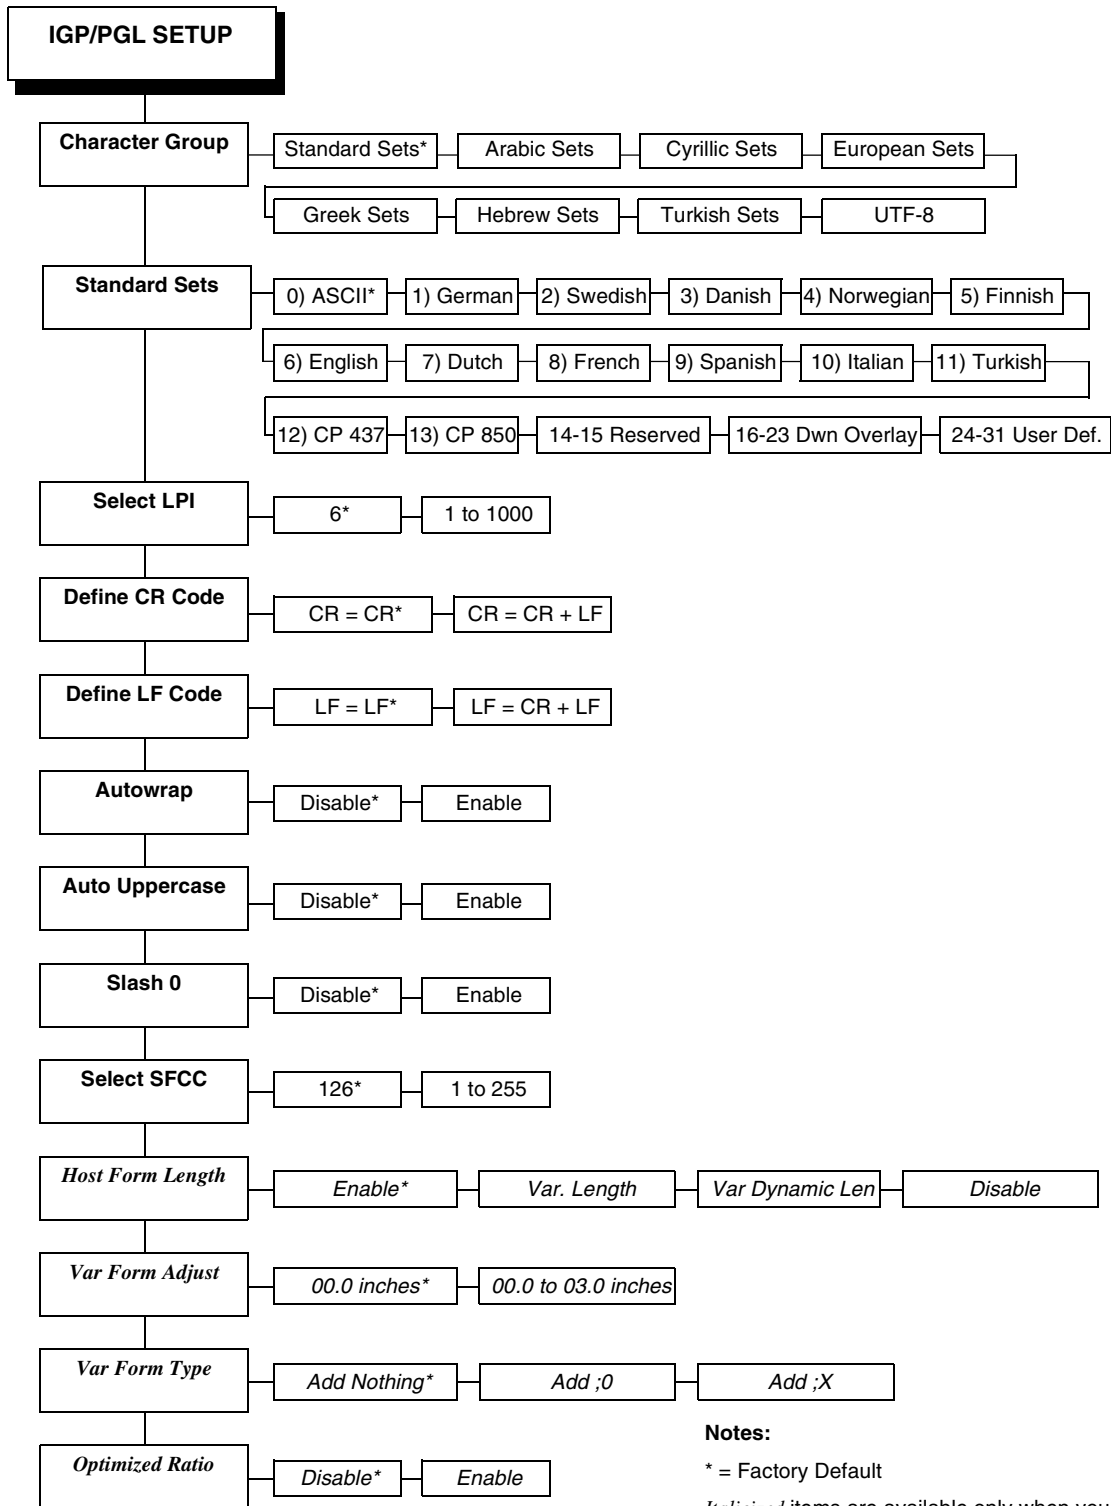 IGP/PGL SETUP
Character Group
Standard Sets* Arabic Sets Cyrillic Sets European Sets
Greek Sets Hebrew Sets Turkish Sets UTF-8
Standard Sets
0) ASCII* 1) German 2) Swedish 3) Danish 4) Norwegian 5) Finnish
6) English 7) Dutch 8) French 9) Spanish 10) Italian 11) Turkish
12) CP 437 13) CP 850 14-15 Reserved 16-23 Dwn Overlay 24-31 User Def.
Select LPI
6* 1 to 1000
Define CR Code
CR = CR* CR = CR + LF
Define LF Code
LF = LF* LF = CR + LF
Autowrap
Disable* Enable
Auto Uppercase
Disable* Enable
Slash 0
Disable* Enable
Select SFCC
126* 1 to 255
Host Form Length
Enable* Var. Length Var Dynamic Len Disable
Var Form Adjust
00.0 inches* 00.0 to 03.0 inches
Var Form Type
Add Nothing* Add ;0 Add ;X
Optimized Ratio
Disable* Enable
Notes:
* = Factory Default
Italicized items are available only when you